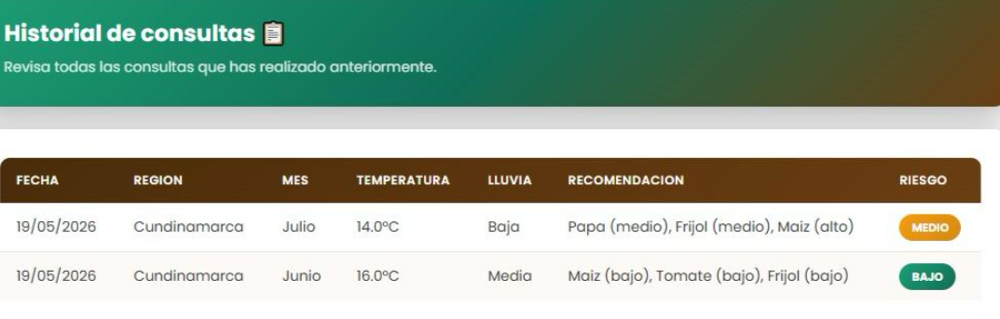 Historial de consultas 📋
Revisa todas las consultas que has realizado anteriormente.
FECHA REGION MES TEMPERATURA LLUVIA RECOMENDACION RIESGO
19/05/2026 Cundinamarca Julio 14.0°C Baja Papa (medio), Frijol (medio), Maiz (alto) MEDIO
19/05/2026 Cundinamarca Junio 16.0°C Media Maiz (bajo), Tomate (bajo), Frijol (bajo) BAJO